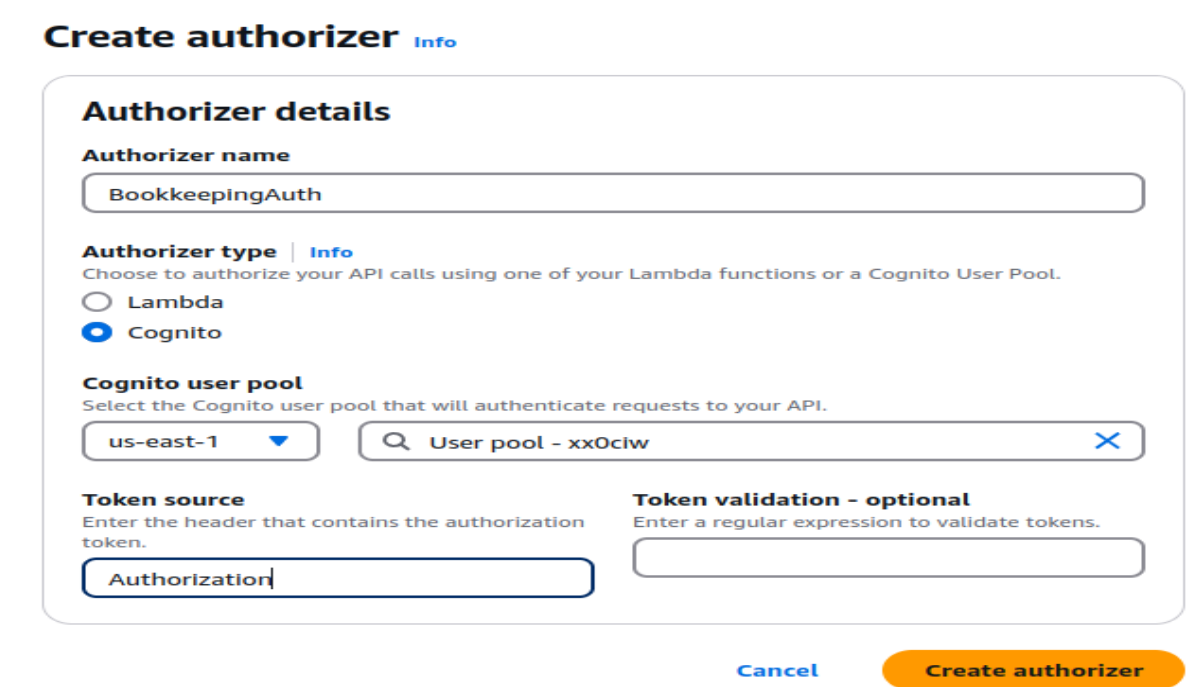 Create authorizer Info
Authorizer details
Authorizer name
BookkeepingAuth
Authorizer type Info
Choose to authorize your API calls using one of your Lambda functions or a Cognito User Pool.
Lambda
Cognito
Cognito user pool
Select the Cognito user pool that will authenticate requests to your API.
us-east-1 User pool - xx0ciw
Token source
Enter the header that contains the authorization
token.
Authorization
Token validation - optional
Enter a regular expression to validate tokens.
Cancel Create authorizer